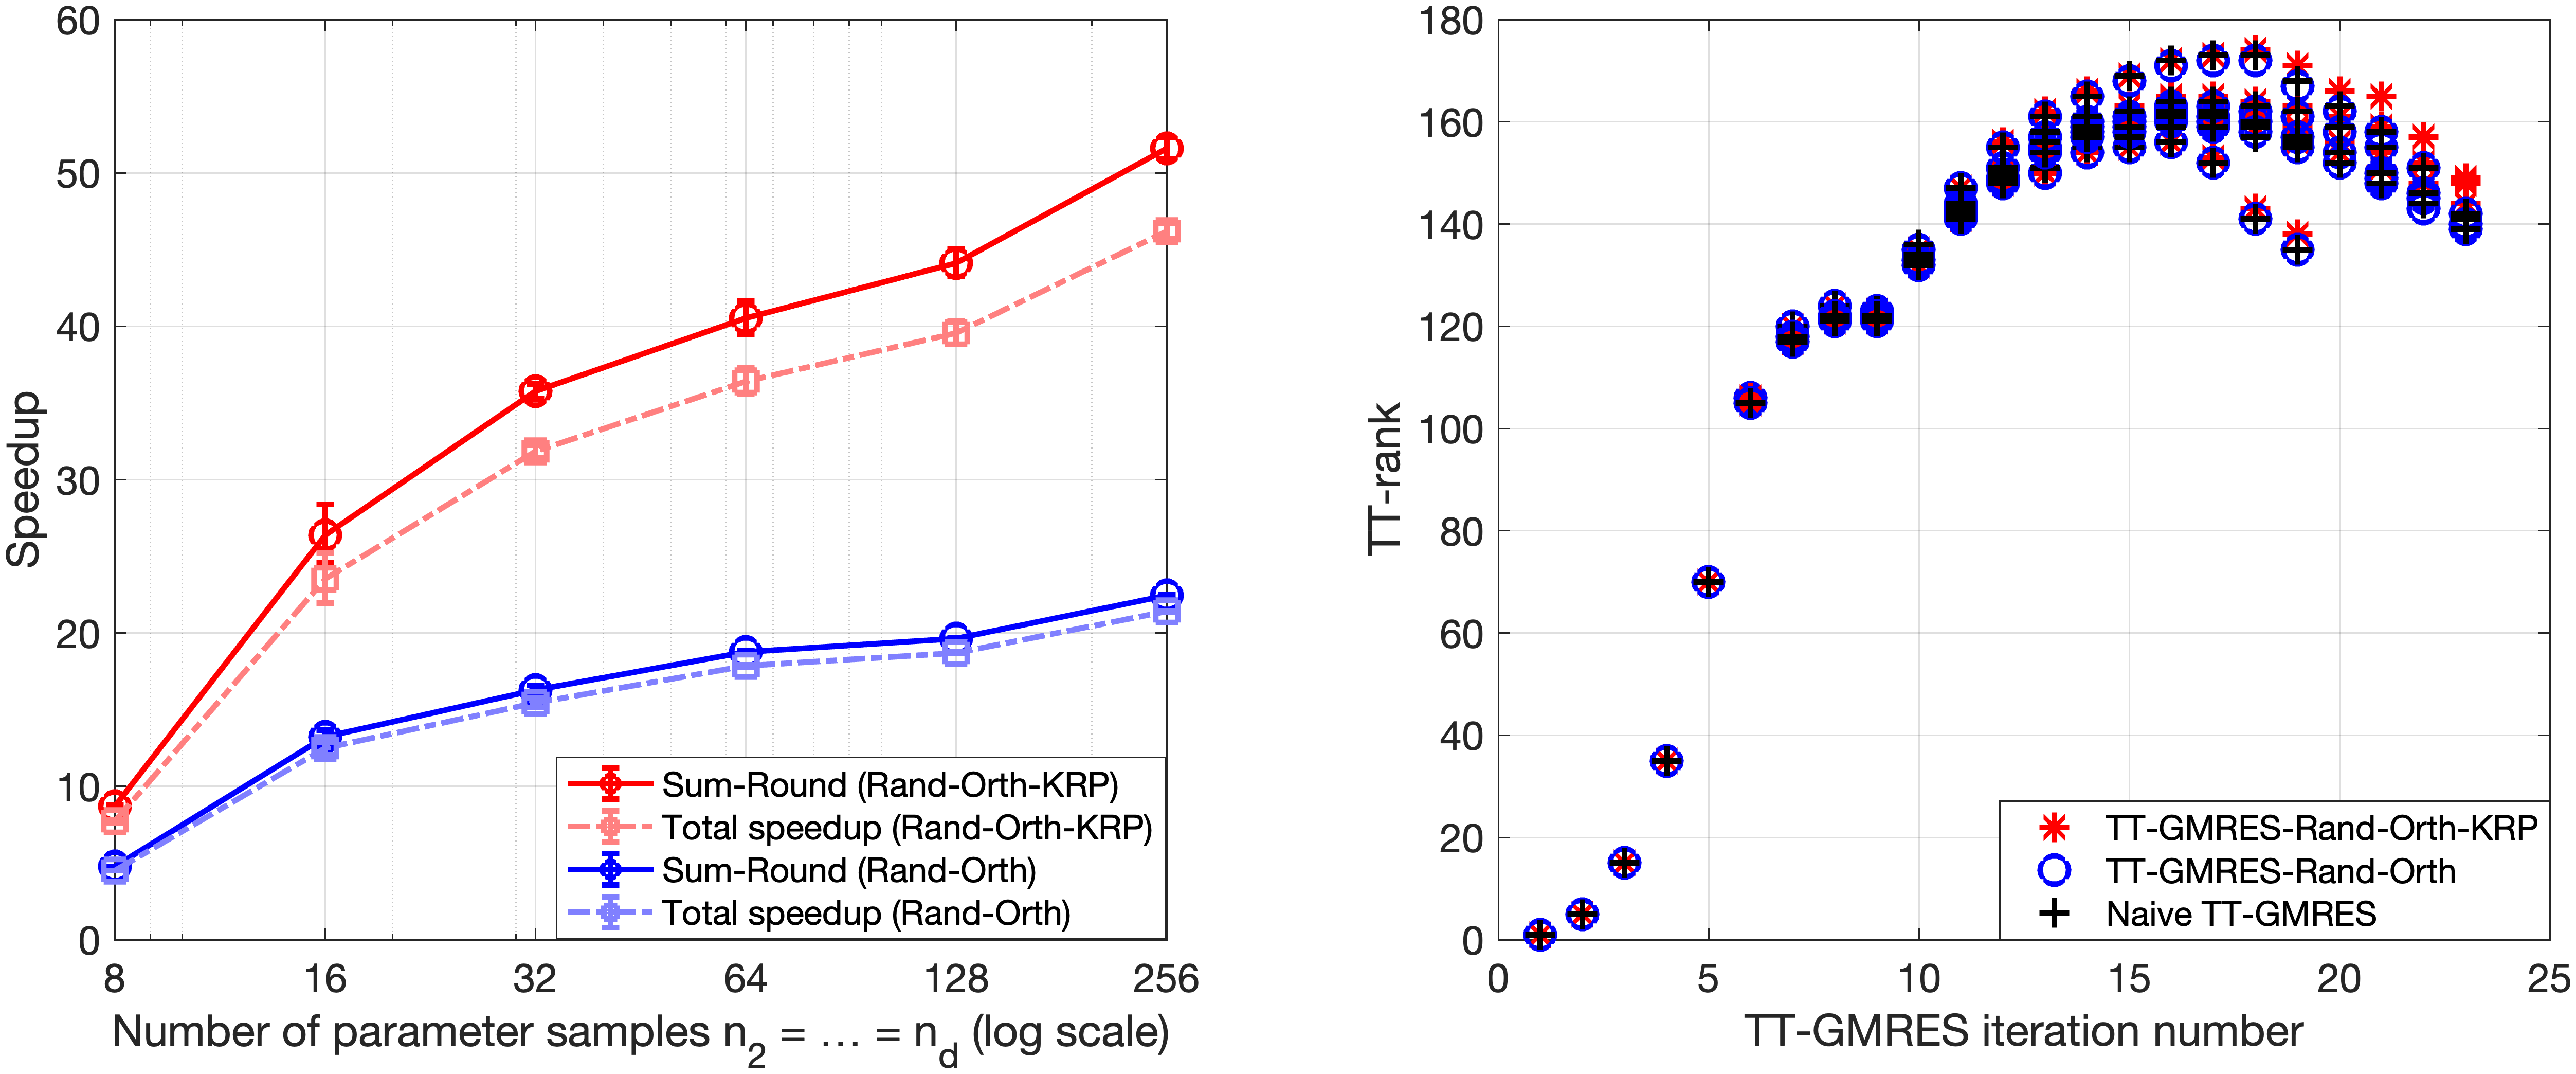 60
50
40
30
20
10
0
Speedup
8 16 32 64 128 256
Number of parameter samples n2 = … = nd (log scale)
Sum-Round (Rand-Orth-KRP)
Total speedup (Rand-Orth-KRP)
Sum-Round (Rand-Orth)
Total speedup (Rand-Orth)
180
160
140
120
100
80
60
40
20
0
TT-rank
0 5 10 15 20 25
TT-GMRES iteration number
TT-GMRES-Rand-Orth-KRP
TT-GMRES-Rand-Orth
Naive TT-GMRES